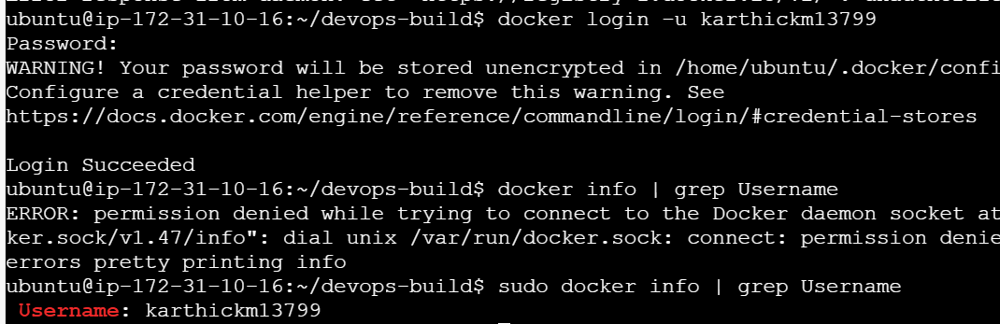 ubuntu@ip-172-31-10-16:~/devops-build$ docker login -u karthickm13799
Password:
WARNING! Your password will be stored unencrypted in /home/ubuntu/.docker/confi
Configure a credential helper to remove this warning. See
https://docs.docker.com/engine/reference/commandline/login/#credential-stores
Login Succeeded
ubuntu@ip-172-31-10-16:~/devops-build$ docker info | grep Username
ERROR: permission denied while trying to connect to the Docker daemon socket at
ker.sock/v1.47/info": dial unix /var/run/docker.sock: connect: permission denie
errors pretty printing info
ubuntu@ip-172-31-10-16:~/devops-build$ sudo docker info | grep Username
Username: karthickm13799